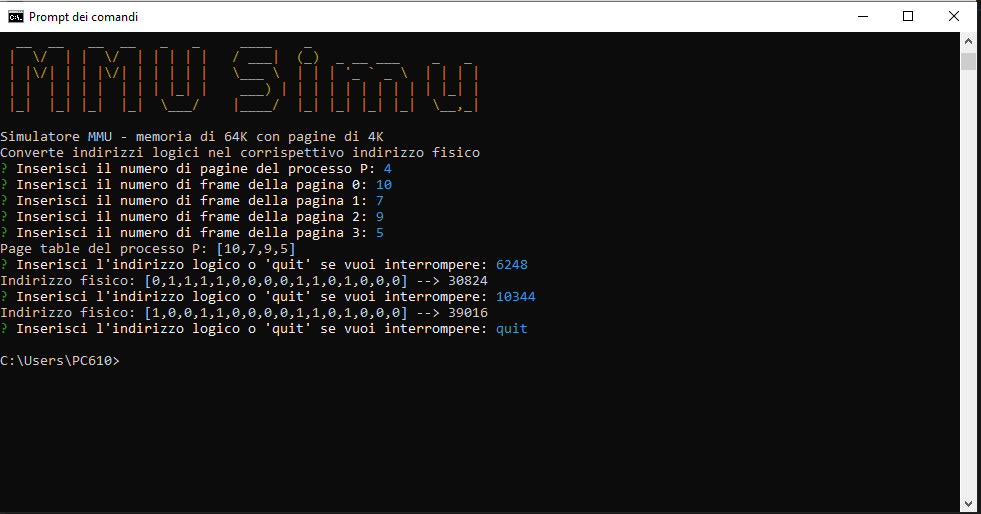 Prompt dei comandi
MMU Simu
Simulatore MMU - memoria di 64K con pagine di 4K
Converte indirizzi logici nel corrispettivo indirizzo fisico
? Inserisci il numero di pagine del processo P: 4
? Inserisci il numero di frame della pagina 0: 10
? Inserisci il numero di frame della pagina 1: 7
? Inserisci il numero di frame della pagina 2: 9
? Inserisci il numero di frame della pagina 3: 5
Page table del processo P: [10,7,9,5]
? Inserisci l'indirizzo logico o 'quit' se vuoi interrompere: 6248
Indirizzo fisico: [0,1,1,1,1,0,0,0,0,1,1,0,1,0,0,0] --> 30824
? Inserisci l'indirizzo logico o 'quit' se vuoi interrompere: 10344
Indirizzo fisico: [1,0,0,1,1,0,0,0,0,1,1,0,1,0,0,0] --> 39016
? Inserisci l'indirizzo logico o 'quit' se vuoi interrompere: quit
C:\Users\PC610>